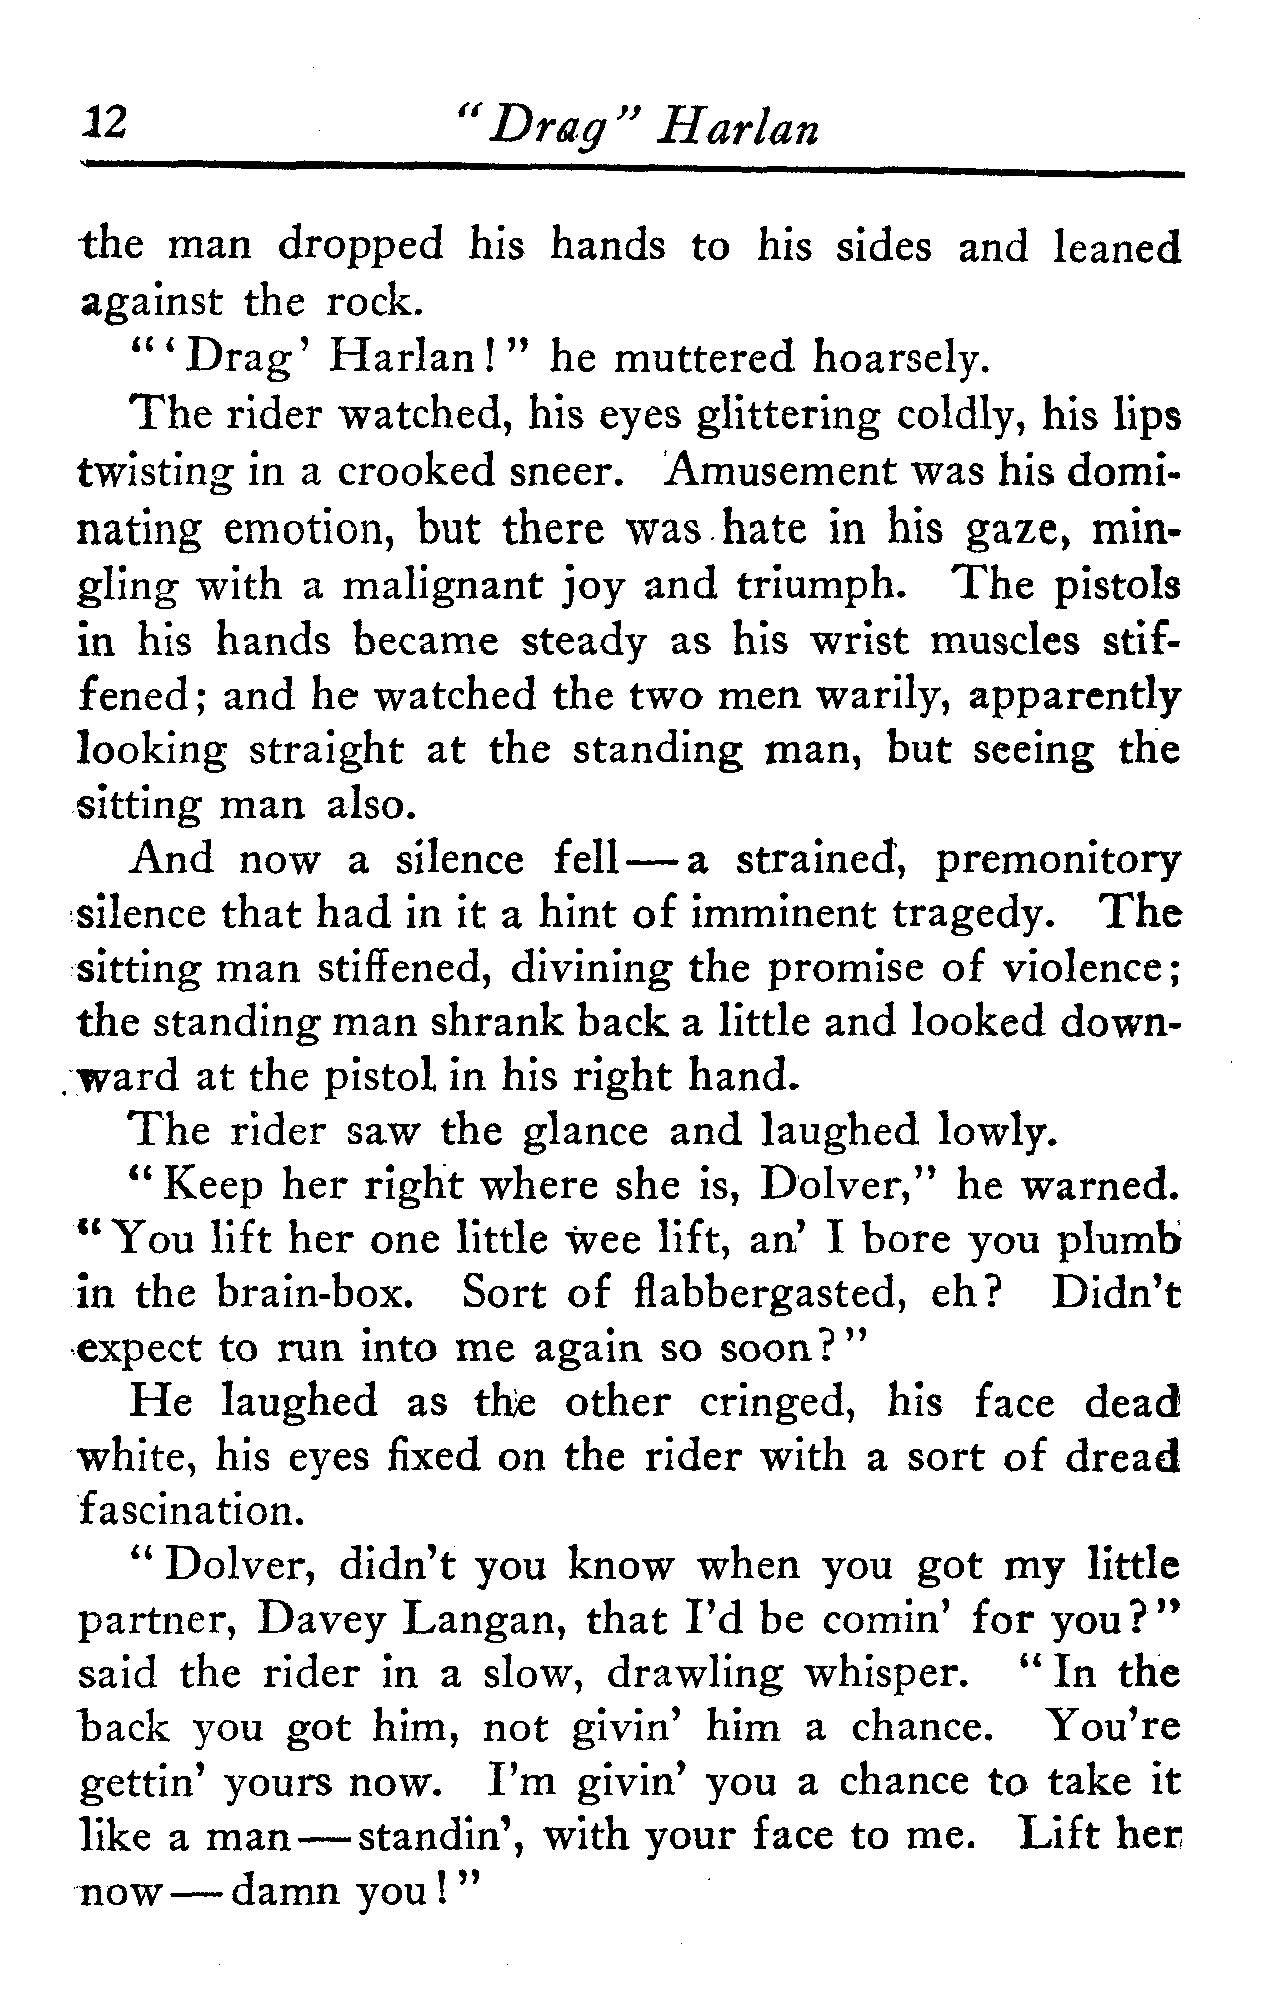 12 "Drag" Harlan
the man dropped his hands to his sides and leaned
against the rock.
"'Drag' Harlan!" he muttered hoarsely.
The rider watched, his eyes glittering coldly, his lips
twisting in a crooked sneer. Amusement was his domi-
nating emotion, but there was hate in his gaze, min-
gling with a malignant joy and triumph. The pistols
in his hands became steady as his wrist muscles stif-
fened; and he watched the two men warily, apparently
looking straight at the standing man, but seeing the
sitting man also.
And now a silence fell—a strained, premonitory
silence that had in it a hint of imminent tragedy. The
sitting man stiffened, divining the promise of violence;
the standing man shrank back a little and looked down-
ward at the pistol in his right hand.
The rider saw the glance and laughed lowly.
"Keep her right where she is, Dolver," he warned.
"You lift her one little wee lift, an' I bore you plumb
in the brain-box. Sort of flabbergasted, eh? Didn't
expect to run into me again so soon?"
He laughed as the other cringed, his face dead
white, his eyes fixed on the rider with a sort of dread
fascination.
"Dolver, didn't you know when you got my little
partner, Davey Langan, that I'd be comin' for you?"
said the rider in a slow, drawling whisper. "In the
back you got him, not givin' him a chance. You're
gettin' yours now. I'm givin' you a chance to take it
like a man—standin', with your face to me. Lift her
now—damn you!"